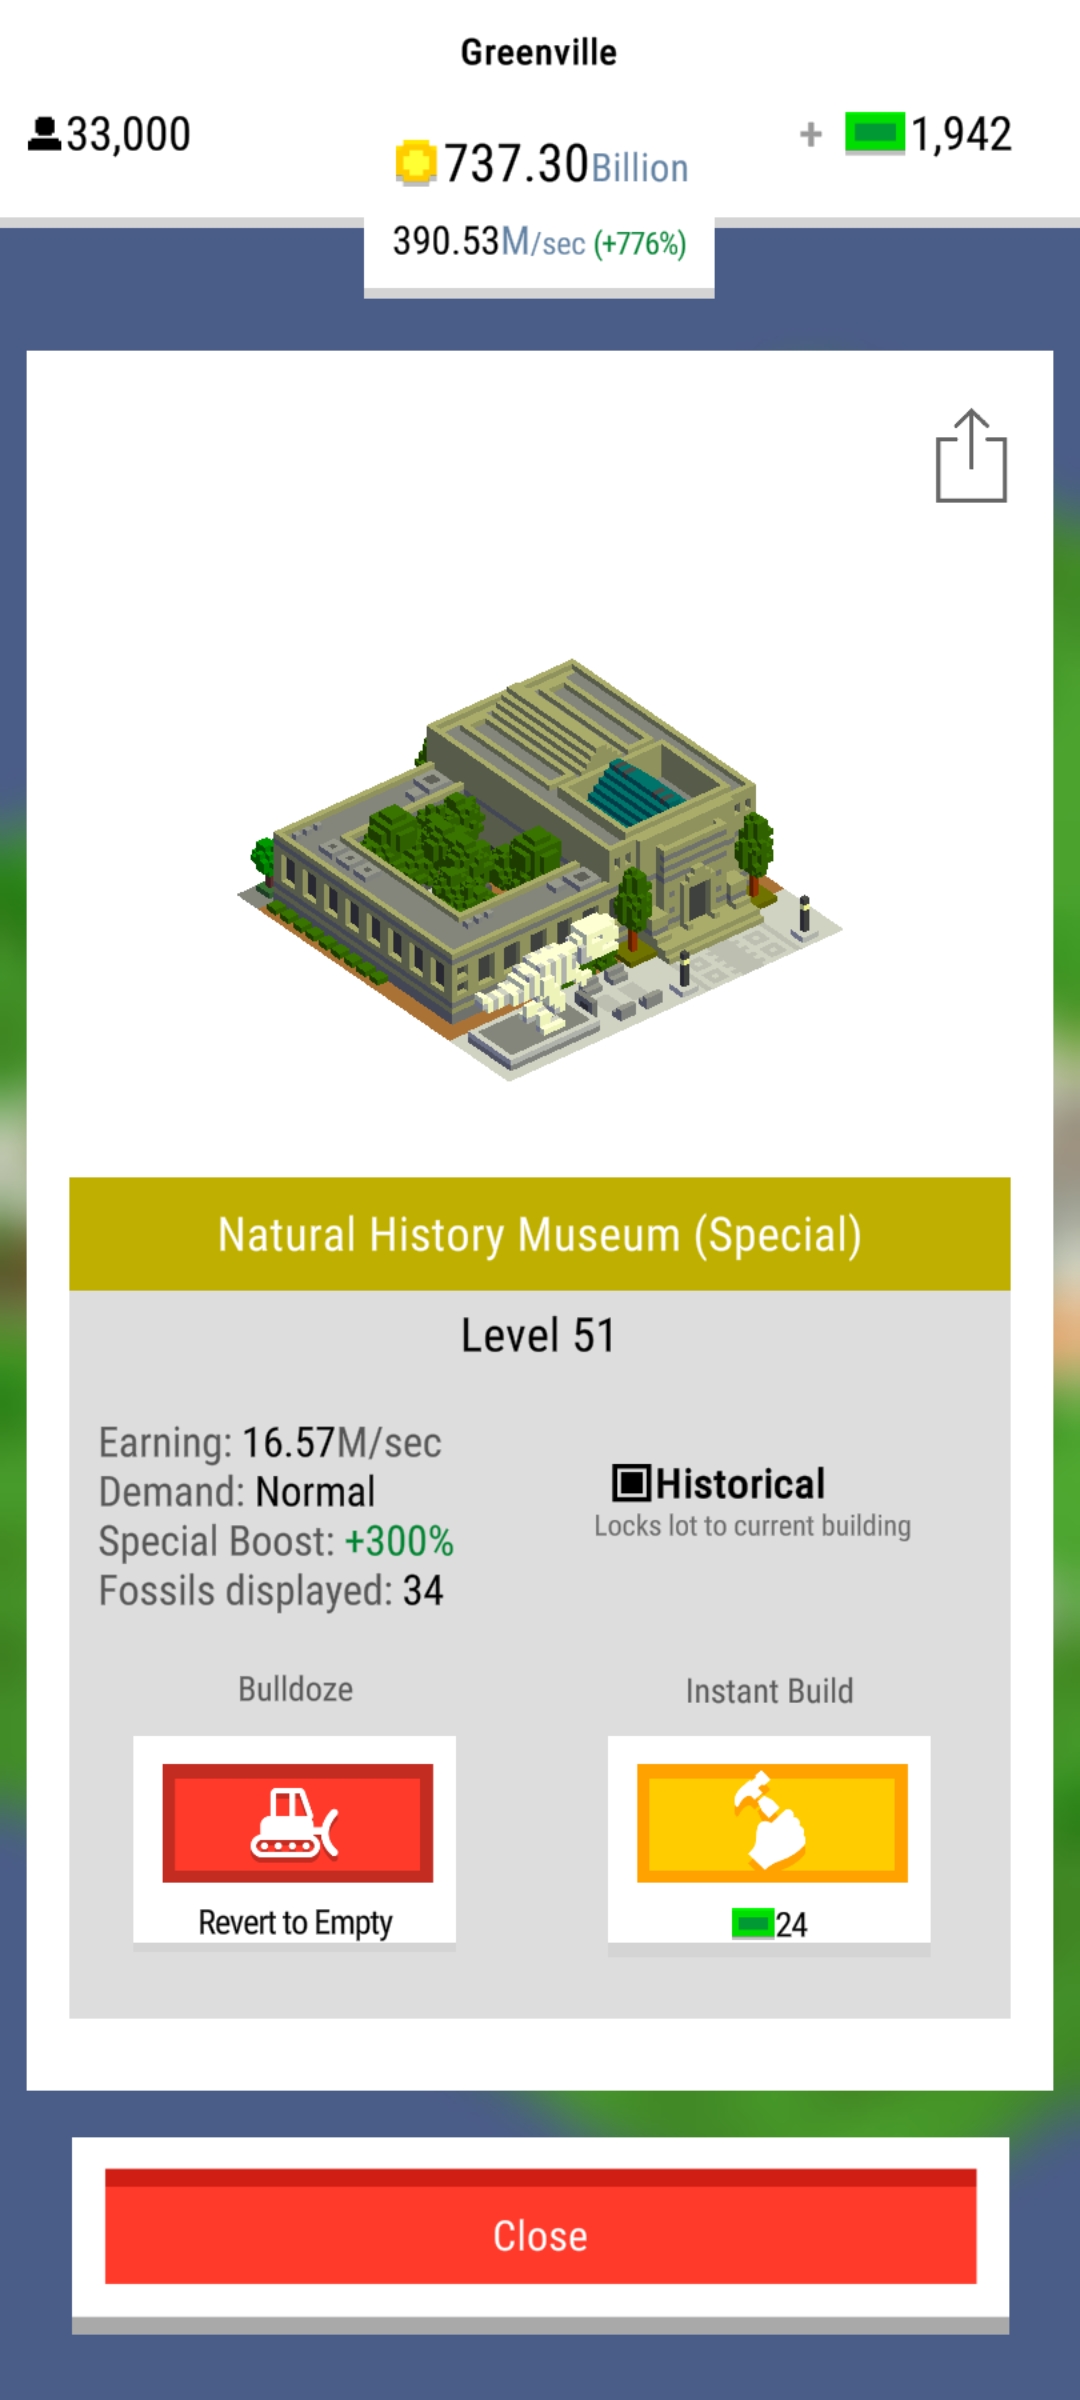 Greenville
33,000
737.30Billion
+ 1,942
390.53M/sec (+776%)
Natural History Museum (Special)
Level 51
Earning: 16.57M/sec
Demand: Normal
Special Boost: +300%
Fossils displayed: 34
Historical
Locks lot to current building
Bulldoze
Instant Build
Revert to Empty
24
Close